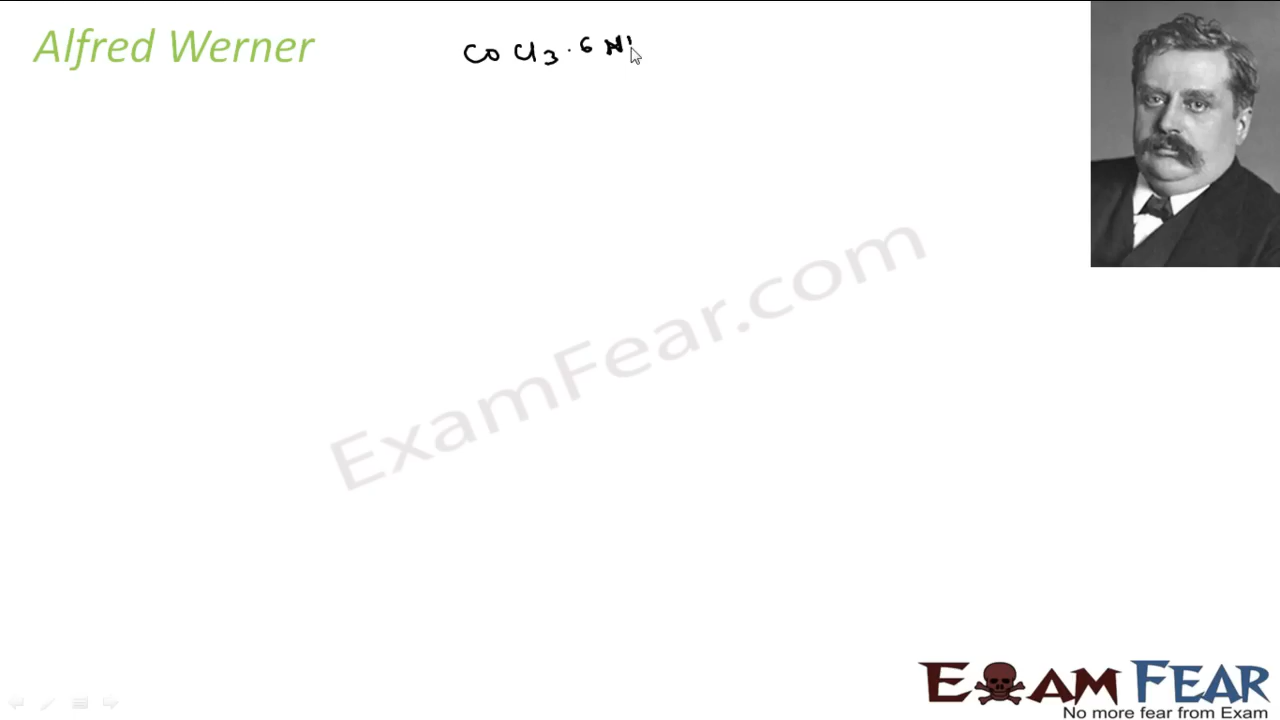 Alfred Werner
CoCl3.6N
ExamFear.com
EXAM FEAR
No more fear from Exam